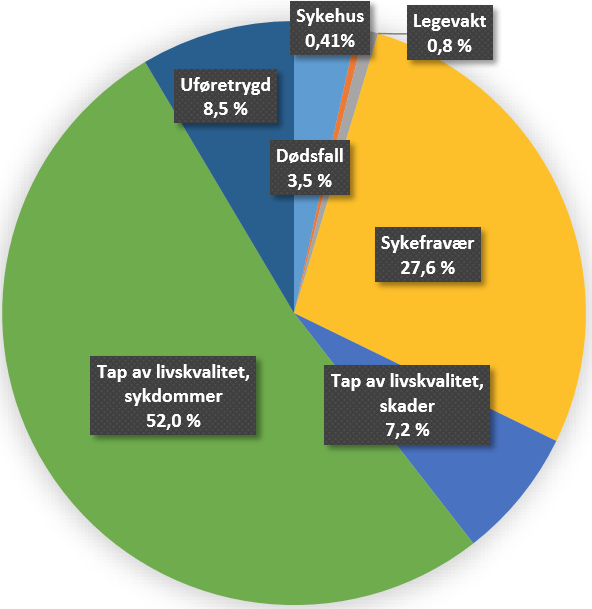 Sykehus
0,41%
Legevakt
0,8 %
Uføretrygd
8,5 %
Dødsfall
3,5 %
Sykefravær
27,6 %
Tap av livskvalitet,
sykdommer
52,0 %
Tap av livskvalitet,
skader
7,2 %